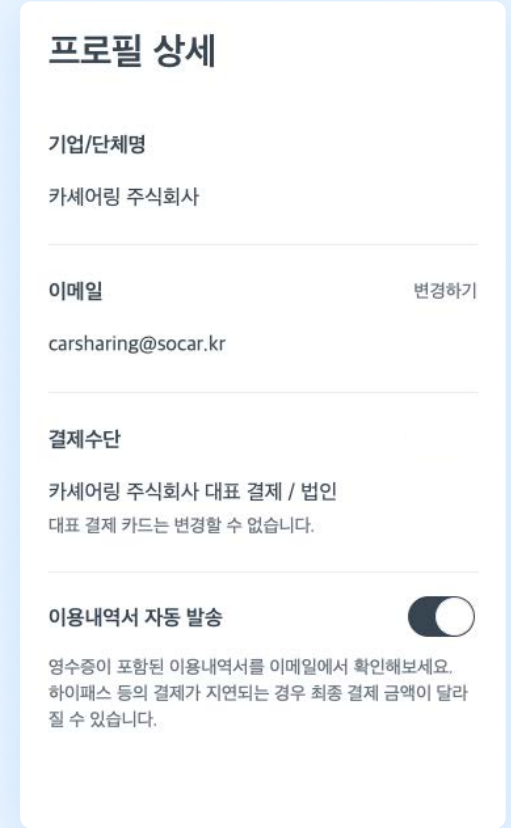 프로필 상세
기업/단체명
카셰어링 주식회사
이메일
변경하기
carsharing@socar.kr
결제수단
카셰어링 주식회사 대표 결제 / 법인
대표 결제 카드는 변경할 수 없습니다.
이용내역서 자동 발송
영수증이 포함된 이용내역서를 이메일에서 확인해보세요.
하이패스 등의 결제가 지연되는 경우 최종 결제 금액이 달라
질 수 있습니다.